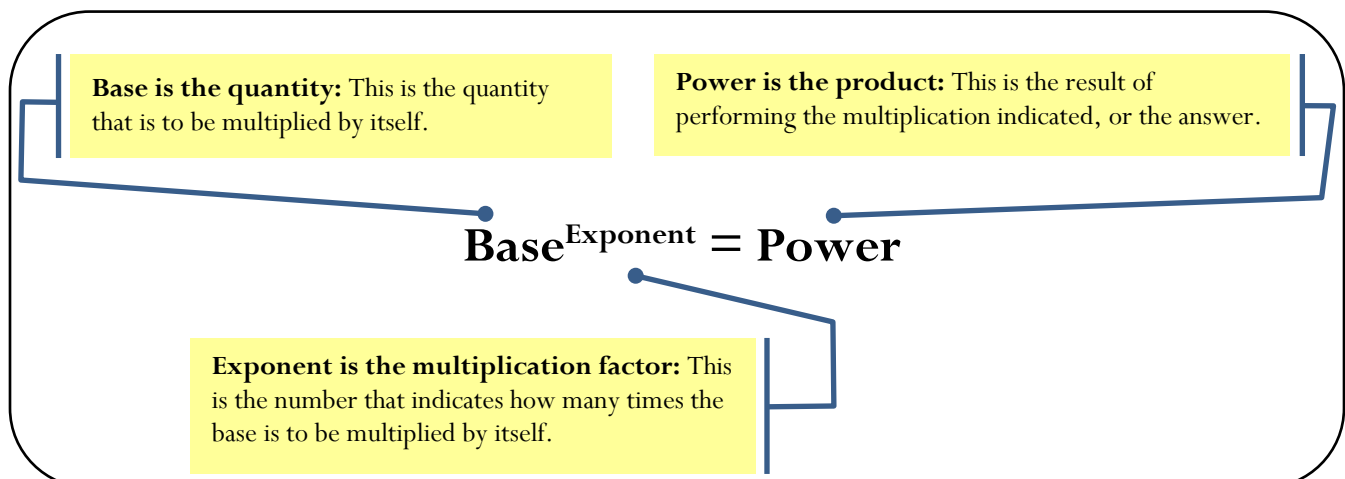 Base is the quantity: This is the quantity
that is to be multiplied by itself.
Power is the product: This is the result of
performing the multiplication indicated, or the answer.
Base^Exponent = Power
Exponent is the multiplication factor: This
is the number that indicates how many times the
base is to be multiplied by itself.